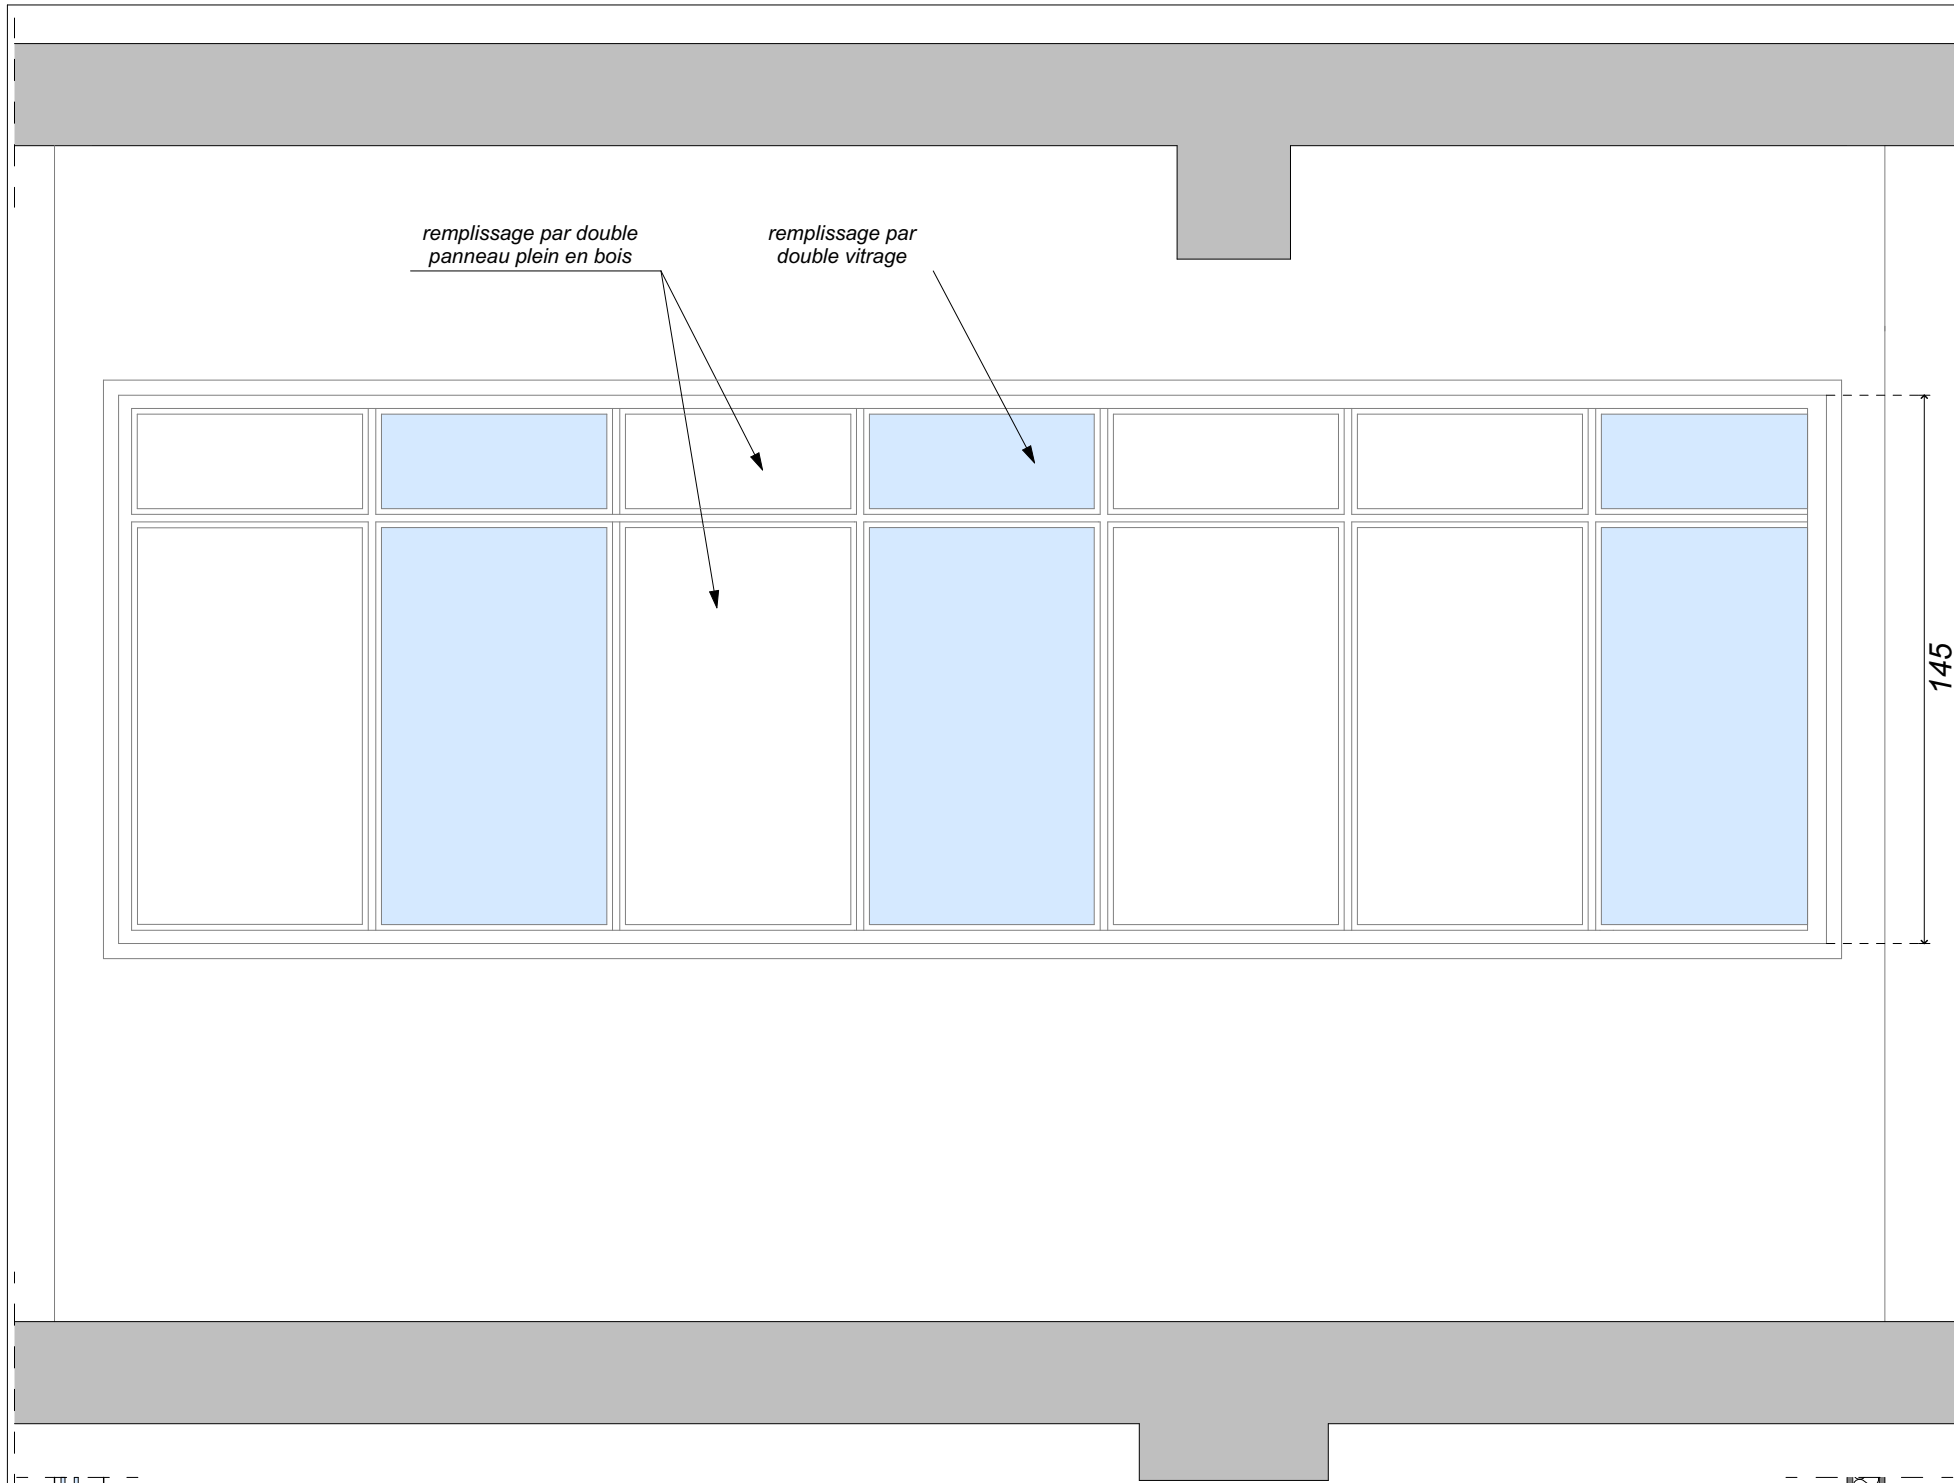 remplissage par double
panneau plein en bois
remplissage par
double vitrage
145